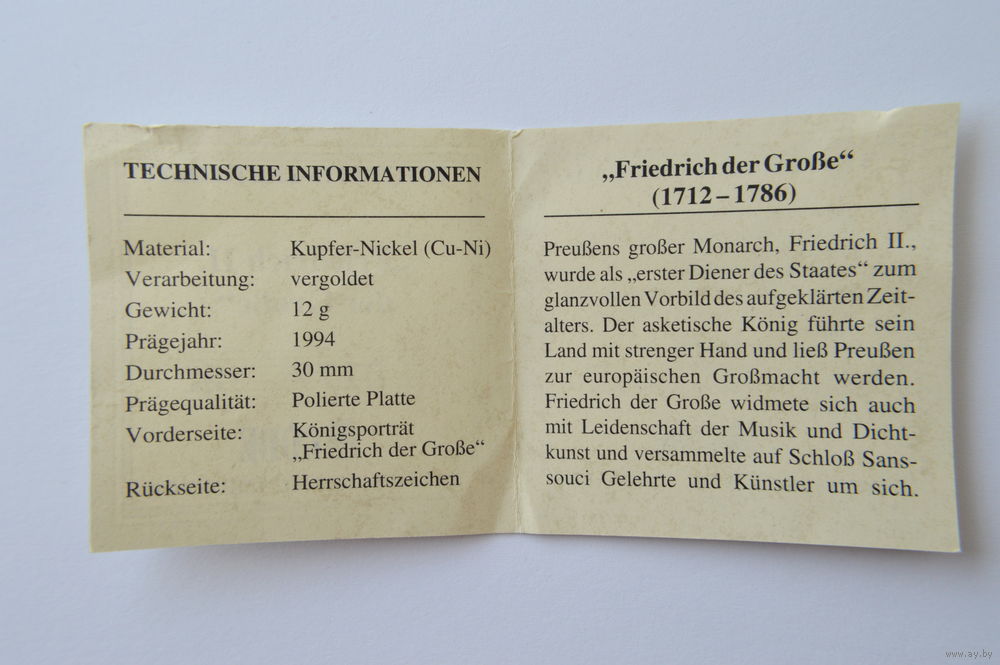 TECHNISCHE INFORMATIONEN
Material: Kupfer-Nickel (Cu-Ni)
Verarbeitung: vergoldet
Gewicht: 12 g
Prägejahr: 1994
Durchmesser: 30 mm
Prägequalität: Polierte Platte
Vorderseite: Königsporträt
„Friedrich der Große“
Rückseite: Herrschaftszeichen
„Friedrich der Große“
(1712 – 1786)
Preußens großer Monarch, Friedrich II.,
wurde als „erster Diener des Staates“ zum
glanzvollen Vorbild des aufgeklärten Zeit-
alters. Der asketische König führte sein
Land mit strenger Hand und ließ Preußen
zur europäischen Großmacht werden.
Friedrich der Große widmete sich auch
mit Leidenschaft der Musik und Dicht-
kunst und versammelte auf Schloß Sans-
souci Gelehrte und Künstler um sich.
www.ay.by